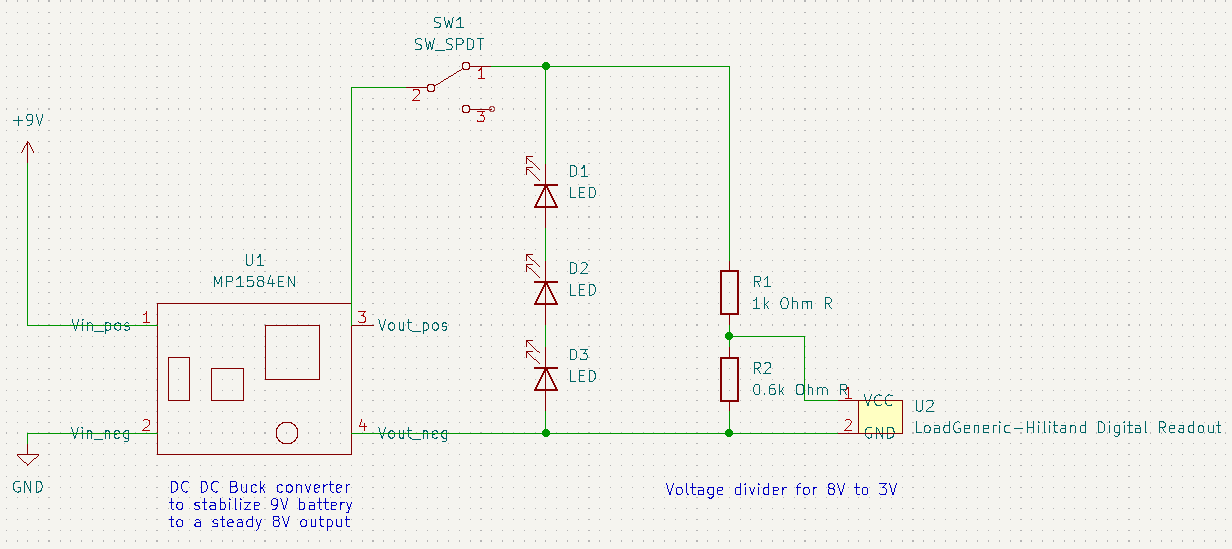 SW1
SW_SPDT
1
2
3
+9V
D1
LED
U1
MP1584EN
D2
LED
R1
1k Ohm R
1
Vin_pos
3
Vout_pos
D3
LED
R2
0.6k Ohm R
1
VCC
U2
2
Vin_neg
4
Vout_neg
2
GND
LoadGeneric-Hilitand Digital Readout
GND
DC DC Buck converter
to stabilize 9V battery
to a steady 8V output
Voltage divider for 8V to 3V